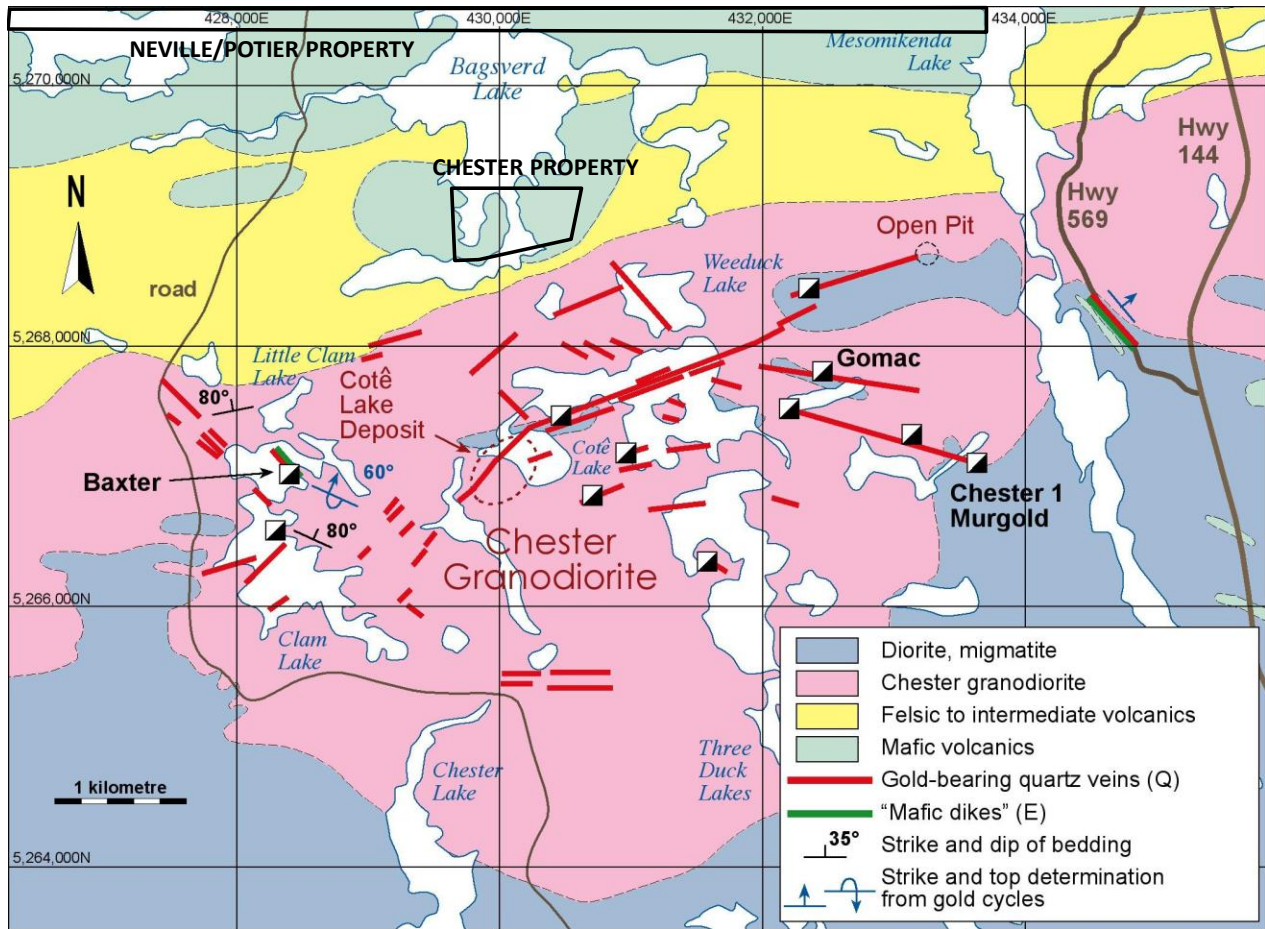 428,000E
430,000E
432,000E
434,000E
NEVILLE/POTIER PROPERTY
Mesomikenda
Lake
Bagsverd
Lake
5,270,000N
Hwy
144
CHESTER PROPERTY
N
Hwy
569
Open Pit
Weeduck
Lake
road
5,268,000N
Little Clam
Lake
Gomac
Cotê
Lake
Deposit
80°
Cotê
Lake
Baxter
60°
Chester 1
Murgold
80°
Chester
Granodiorite
5,266,000N
Clam
Lake
Diorite, migmatite
Chester granodiorite
Felsic to intermediate volcanics
Mafic volcanics
Gold-bearing quartz veins (Q)
“Mafic dikes” (E)
35°
Strike and dip of bedding
Strike and top determination
from gold cycles
Three
Duck
Lakes
Chester
Lake
1 kilometre
5,264,000N